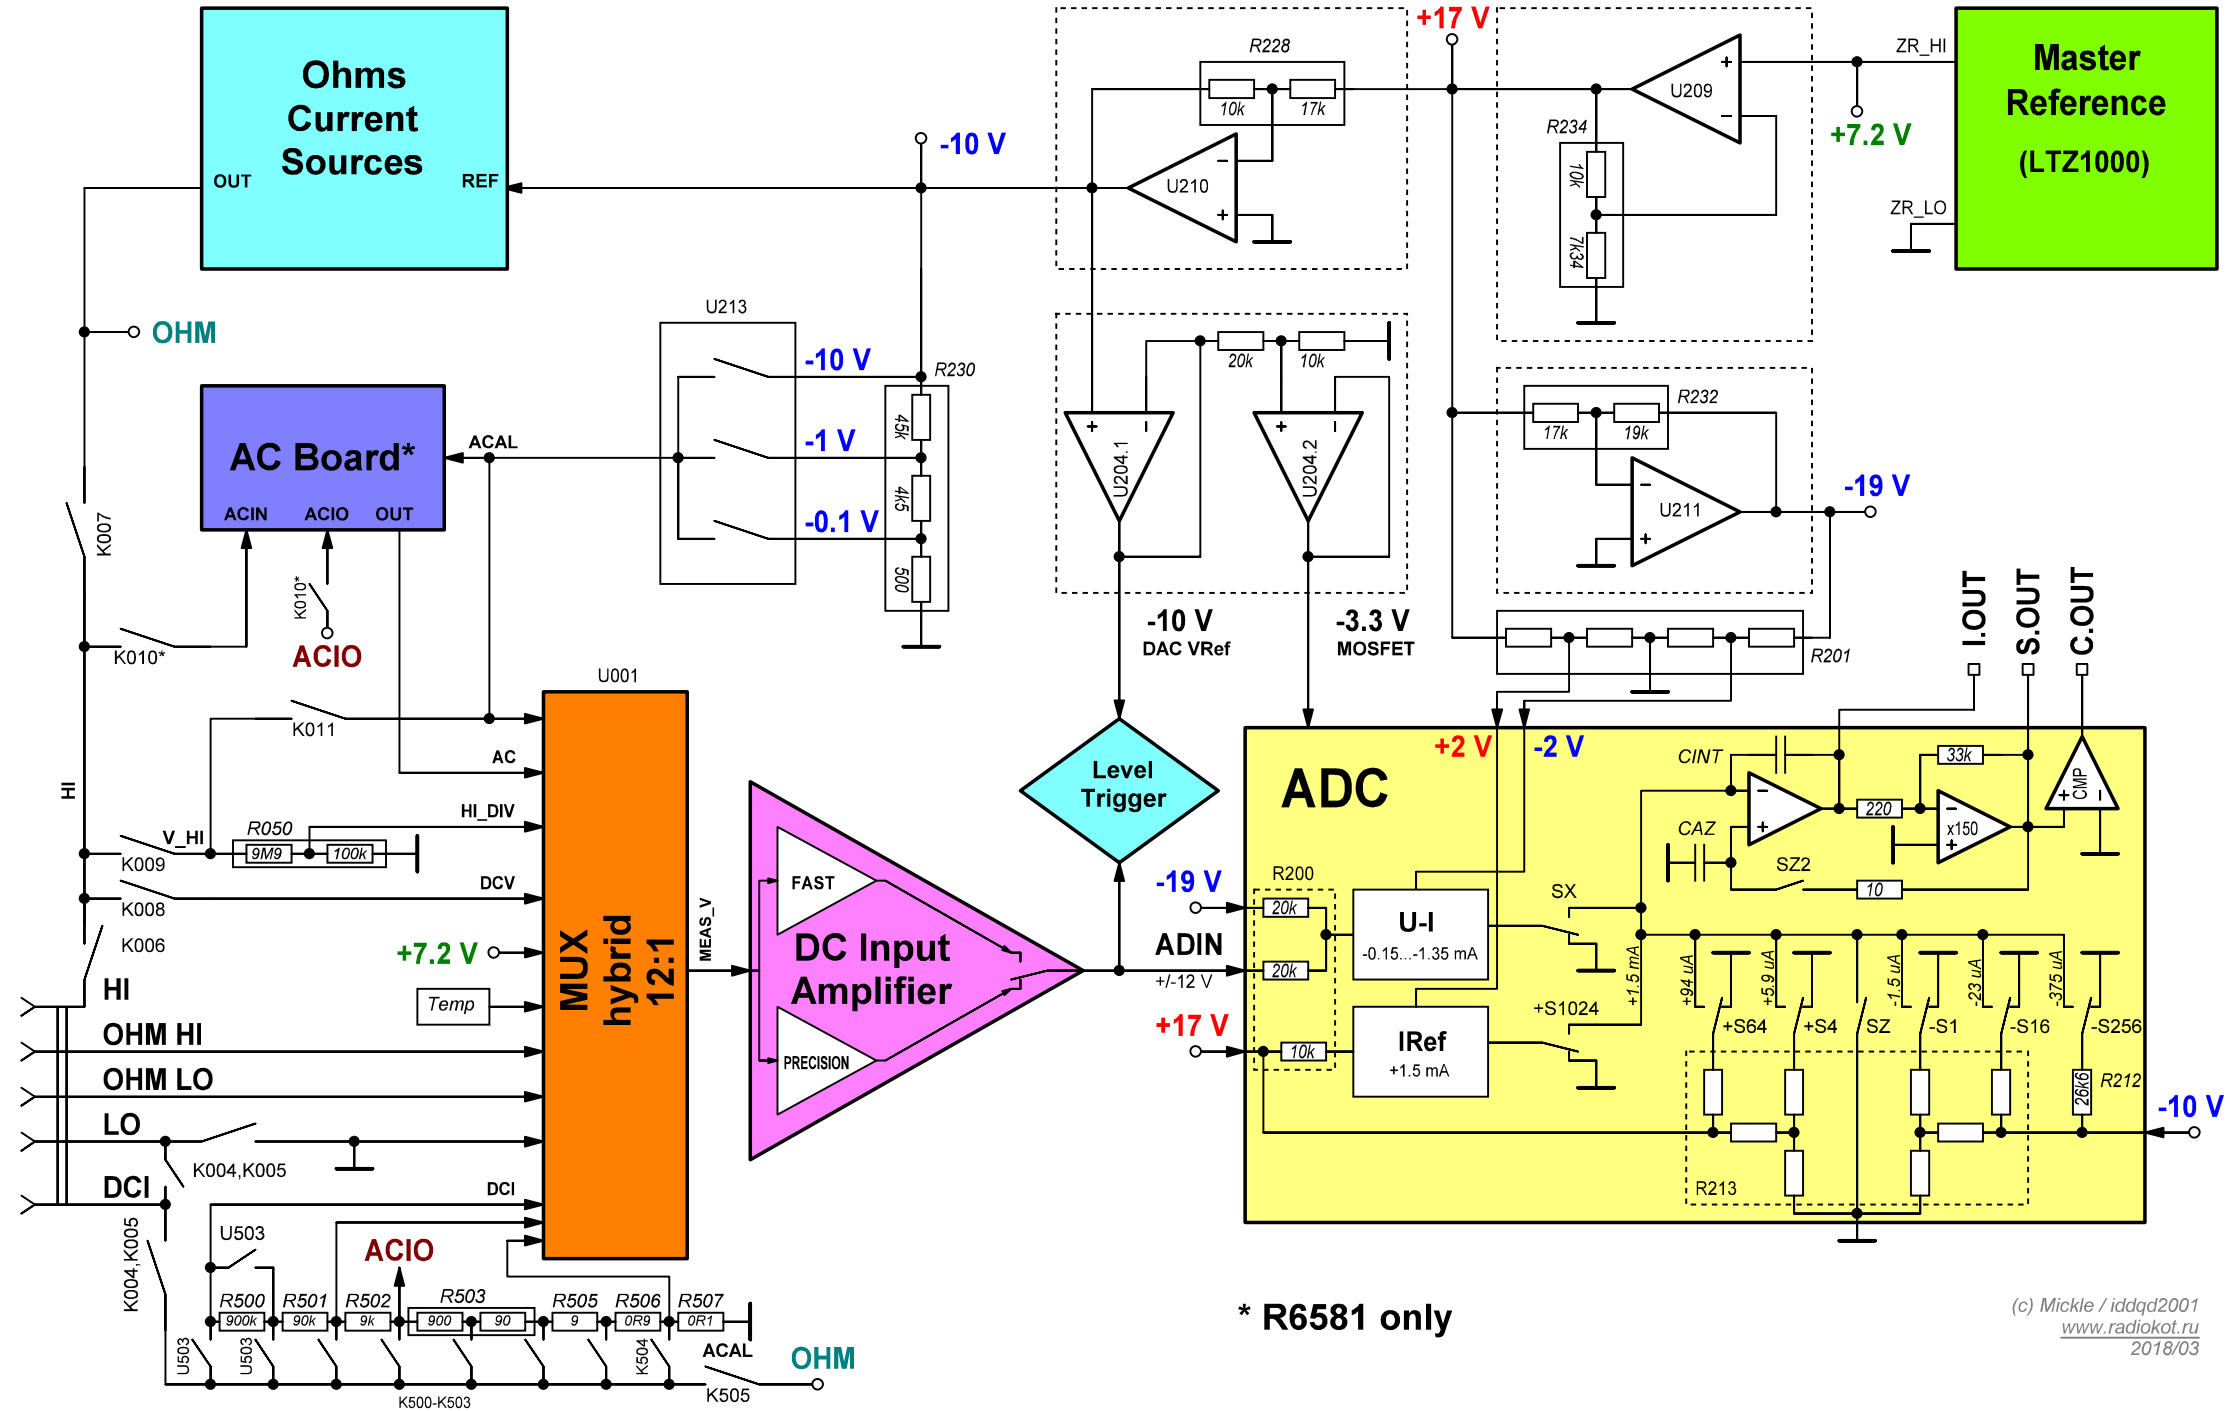 Ohms
Current
Sources
OUT
REF
-10 V
R228
10k
17k
U210
−
+
+17 V
U209
+
−
R234
10k
7k34
ZR_HI
+7.2 V
ZR_LO
Master
Reference
(LTZ1000)
OHM
U213
-10 V
-1 V
-0.1 V
R230
45k
4k5
500
20k
10k
+
−
U204.1
+
−
U204.2
-10 V
DAC VRef
-3.3 V
MOSFET
R232
17k
19k
−
+
U211
-19 V
R201
AC Board*
ACAL
ACIN
ACIO
OUT
K007
K010*
K010*
ACIO
U001
K011
AC
HI
HI_DIV
V_HI
R050
9M9
100k
K009
DCV
K008
K006
+7.2 V
Temp
MUX
hybrid
12:1
MEAS_V
HI
OHM HI
OHM LO
LO
K004,K005
DCI
DCI
K004,K005
U503
ACIO
R500
900k
R501
90k
R502
9k
R503
900
90
R505
9
R506
0R9
R507
0R1
U503
U503
K504
K500-K503
ACAL
K505
OHM
FAST
DC Input
Amplifier
PRECISION
Level
Trigger
-19 V
ADIN
+/-12 V
+17 V
ADC
+2 V
-2 V
R200
20k
20k
10k
U-I
-0.15...-1.35 mA
IRef
+1.5 mA
SX
+S1024
I.OUT
S.OUT
C.OUT
CINT
CAZ
−
+
220
33k
−
x150
+
CMP
+
−
SZ2
10
+1.5 mA
+94 uA
+5.9 uA
-1.5 uA
-23 uA
-375 uA
+S64
+S4
SZ
-S1
-S16
-S256
R213
26k6
R212
-10 V
* R6581 only
(c) Mickle / iddqd2001
www.radiokot.ru
2018/03